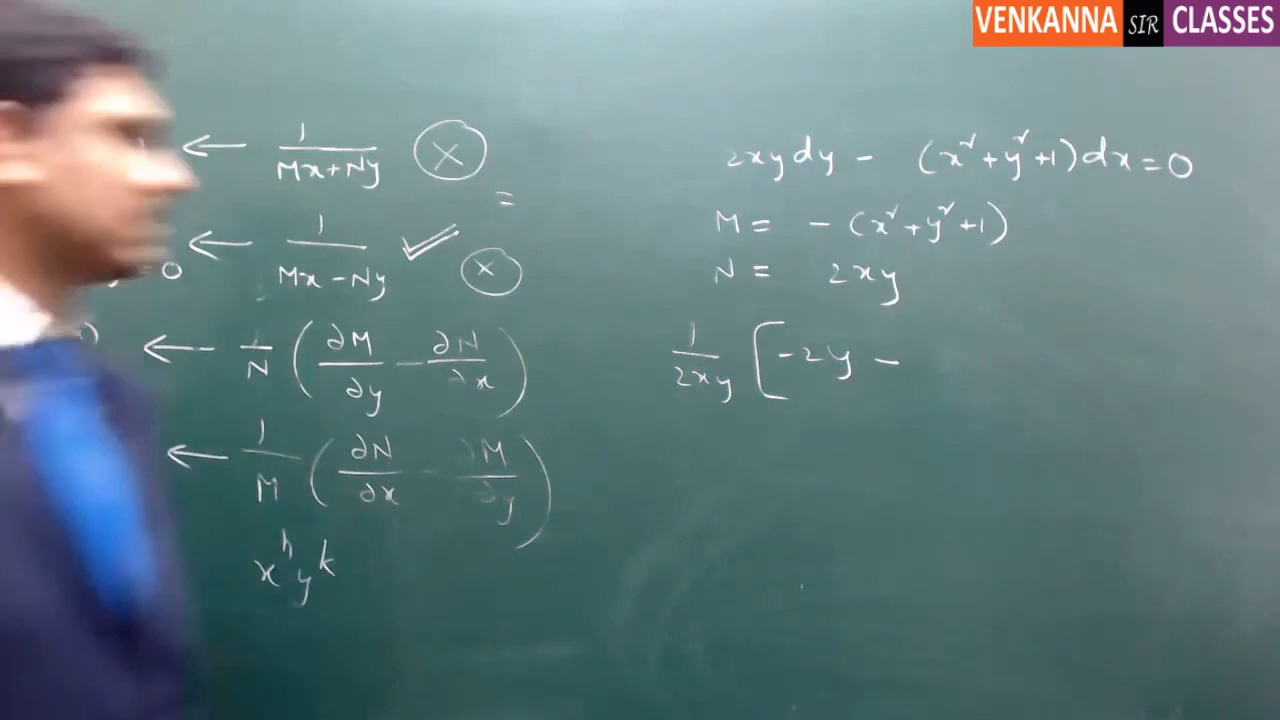 VENKANNA SIR CLASSES
← 1/(Mx+Ny) ⓧ
=
= 0 ← 1/(Mx-Ny) ✓ ⓧ
← 1/N (∂M/∂y - ∂N/∂x)
← 1/M (∂N/∂x - ∂M/∂y)
x^h y^k
2xy dy - (x²+y²+1) dx = 0
M = -(x²+y²+1)
N = 2xy
1/2xy [-2y -